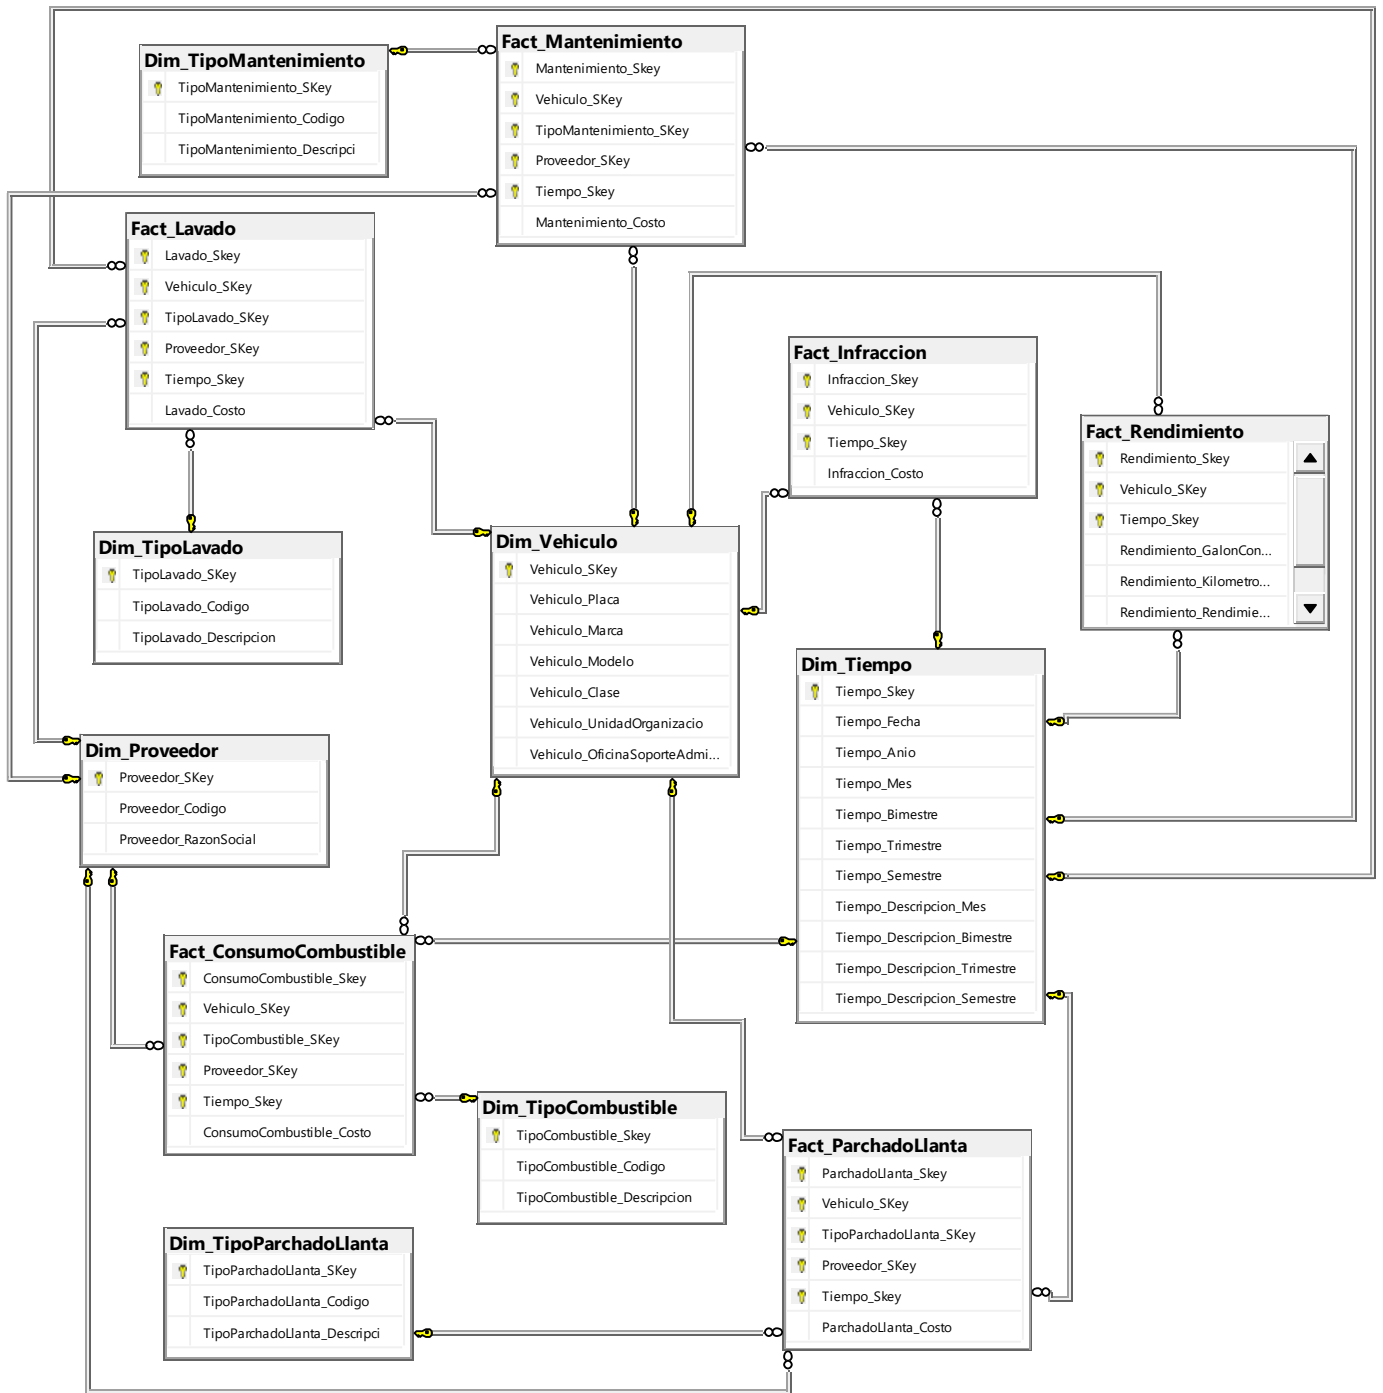 Dim_TipoMantenimiento
TipoMantenimiento_SKey
TipoMantenimiento_Codigo
TipoMantenimiento_Descripci
Fact_Mantenimiento
Mantenimiento_Skey
Vehiculo_SKey
TipoMantenimiento_SKey
Proveedor_SKey
Tiempo_Skey
Mantenimiento_Costo
Fact_Lavado
Lavado_Skey
Vehiculo_SKey
TipoLavado_SKey
Proveedor_SKey
Tiempo_Skey
Lavado_Costo
Fact_Infraccion
Infraccion_Skey
Vehiculo_SKey
Tiempo_Skey
Infraccion_Costo
Fact_Rendimiento
Rendimiento_Skey
Vehiculo_SKey
Tiempo_Skey
Rendimiento_GalonCon...
Rendimiento_Kilometro...
Rendimiento_Rendimie...
Dim_TipoLavado
TipoLavado_SKey
TipoLavado_Codigo
TipoLavado_Descripcion
Dim_Vehiculo
Vehiculo_SKey
Vehiculo_Placa
Vehiculo_Marca
Vehiculo_Modelo
Vehiculo_Clase
Vehiculo_UnidadOrganizacio
Vehiculo_OficinaSoporteAdmi...
Dim_Tiempo
Tiempo_Skey
Tiempo_Fecha
Tiempo_Anio
Tiempo_Mes
Tiempo_Bimestre
Tiempo_Trimestre
Tiempo_Semestre
Tiempo_Descripcion_Mes
Tiempo_Descripcion_Bimestre
Tiempo_Descripcion_Trimestre
Tiempo_Descripcion_Semestre
Dim_Proveedor
Proveedor_SKey
Proveedor_Codigo
Proveedor_RazonSocial
Fact_ConsumoCombustible
ConsumoCombustible_Skey
Vehiculo_SKey
TipoCombustible_SKey
Proveedor_SKey
Tiempo_Skey
ConsumoCombustible_Costo
Dim_TipoCombustible
TipoCombustible_Skey
TipoCombustible_Codigo
TipoCombustible_Descripcion
Fact_ParchadoLlanta
ParchadoLlanta_Skey
Vehiculo_SKey
TipoParchadoLlanta_SKey
Proveedor_SKey
Tiempo_Skey
ParchadoLlanta_Costo
Dim_TipoParchadoLlanta
TipoParchadoLlanta_SKey
TipoParchadoLlanta_Codigo
TipoParchadoLlanta_Descripci